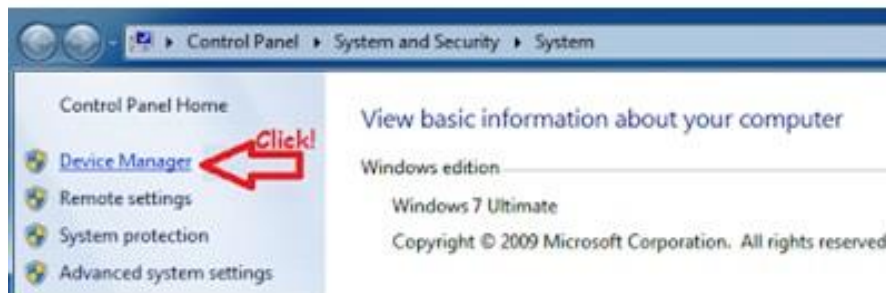 Control Panel System and Security System
Control Panel Home
View basic information about your computer
Click!
Device Manager
Windows edition
Remote settings
Windows 7 Ultimate
System protection
Copyright © 2009 Microsoft Corporation. All rights reserved
Advanced system settings